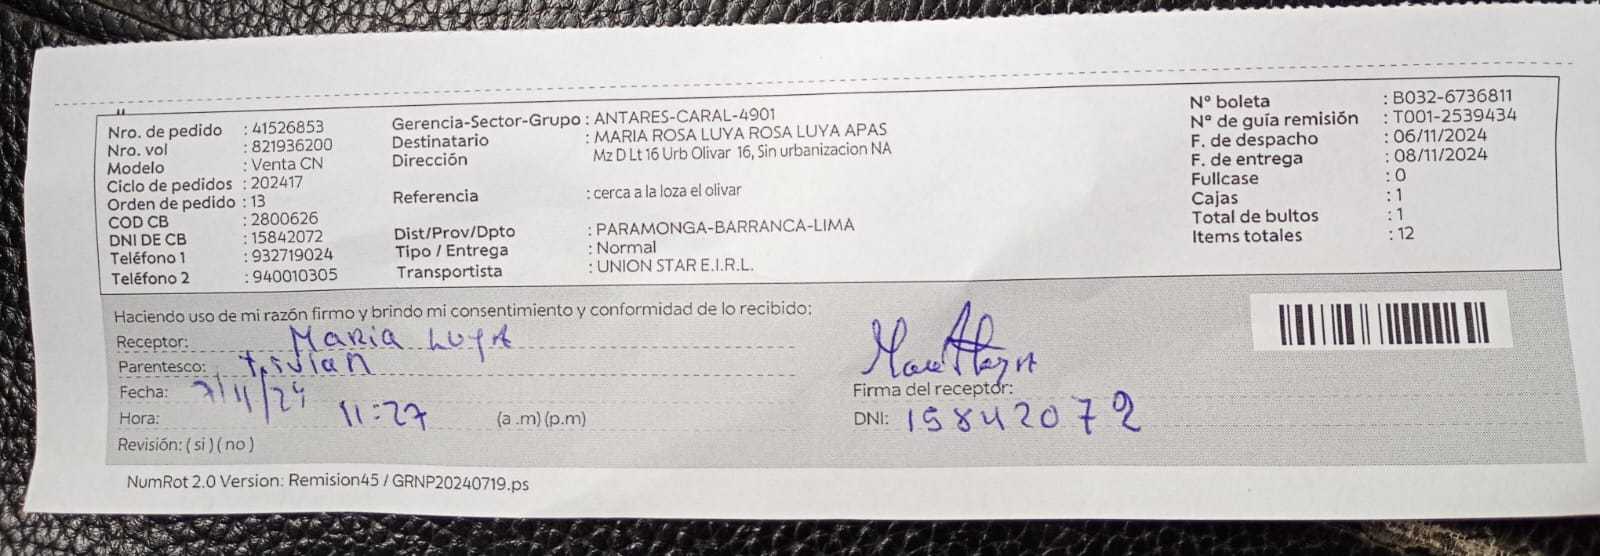 Nro. de pedido : 41526853
Nro. vol : 821936200
Modelo : Venta CN
Ciclo de pedidos : 202417
Orden de pedido : 13
COD CB : 2800626
DNI DE CB : 15842072
Teléfono 1 : 932719024
Teléfono 2 : 940010305
Gerencia-Sector-Grupo : ANTARES-CARAL-4901
Destinatario : MARIA ROSA LUYA ROSA LUYA APAS
Dirección Mz D Lt 16 Urb Olivar 16, Sin urbanizacion NA
Referencia : cerca a la loza el olivar
Dist/Prov/Dpto : PARAMONGA-BARRANCA-LIMA
Tipo / Entrega : Normal
Transportista : UNION STAR E.I.R.L.
N° boleta : B032-6736811
N° de guía remisión : T001-2539434
F. de despacho : 06/11/2024
F. de entrega : 08/11/2024
Fullcase : 0
Cajas : 1
Total de bultos : 1
Items totales : 12
Haciendo uso de mi razón firmo y brindo mi consentimiento y conformidad de lo recibido:
Receptor: MARIA LUYA
Parentesco:
Fecha: 7/11/24
Hora: 11:27 (a .m) (p.m)
Revisión: ( si ) ( no )
Firma del receptor:
DNI: 15842072
NumRot 2.0 Version: Remision45 / GRNP20240719.ps